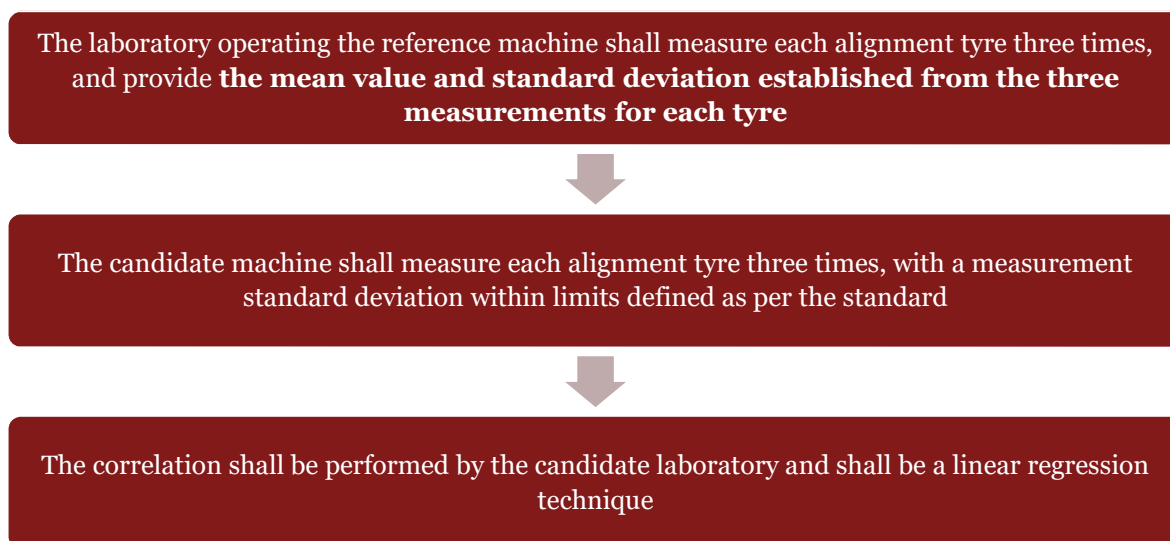 The laboratory operating the reference machine shall measure each alignment tyre three times,
and provide the mean value and standard deviation established from the three
measurements for each tyre
The candidate machine shall measure each alignment tyre three times, with a measurement
standard deviation within limits defined as per the standard
The correlation shall be performed by the candidate laboratory and shall be a linear regression
technique